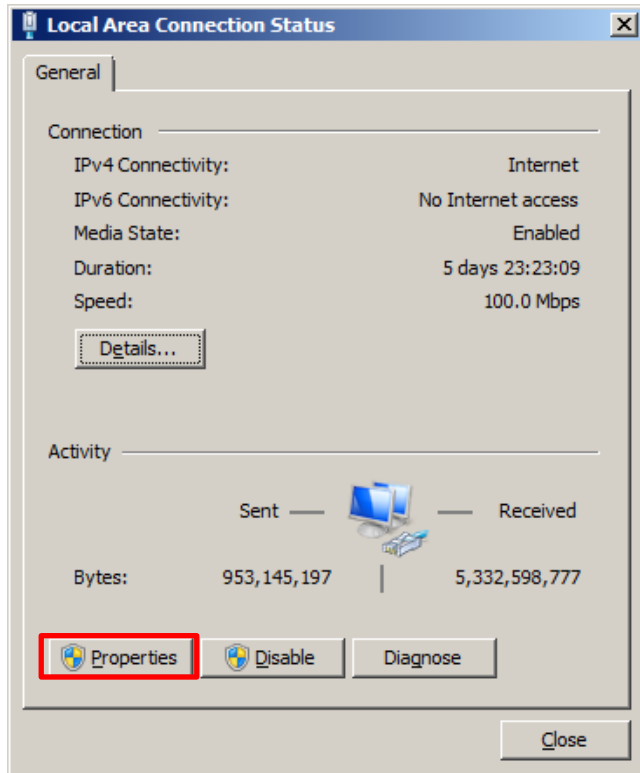 Local Area Connection Status
General
Connection
IPv4 Connectivity: Internet
IPv6 Connectivity: No Internet access
Media State: Enabled
Duration: 5 days 23:23:09
Speed: 100.0 Mbps
Details...
Activity
Sent Received
Bytes: 953,145,197 5,332,598,777
Properties Disable Diagnose
Close